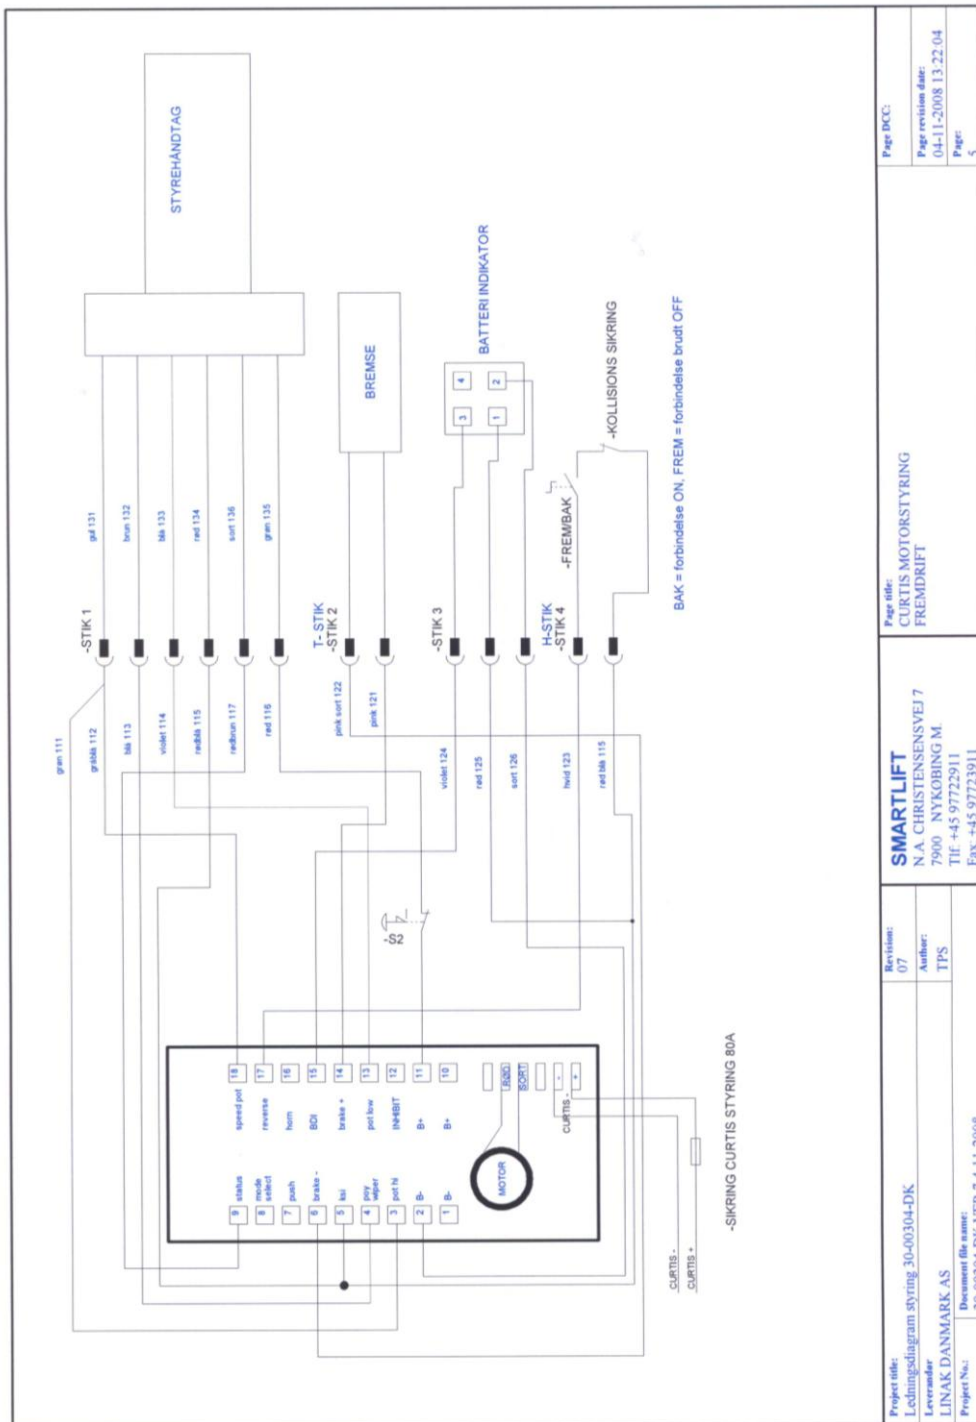 STYREHÅNDTAG
gul 131
brun 132
blå 133
rød 134
sort 136
grøn 135
-STIK 1
grøn 111
gråblå 112
blå 113
violet 114
rødblå 115
rødbrun 117
rød 116
BREMSE
T- STIK
-STIK 2
pink sort 122
pink 121
BATTERI INDIKATOR
3 4
1 2
-STIK 3
violet 124
rød 125
sort 126
H-STIK
-STIK 4
-FREM/BAK
-KOLLISIONS SIKRING
hvid 123
rød blå 115
BAK = forbindelse ON, FREM = forbindelse brudt OFF
-S2
9 status speed pot 18
8 mode select reverse 17
7 push horn 16
6 brake - BDI 15
5 ksi brake + 14
4 poy wiper pot low 13
3 pot hi INHIBIT 12
2 B- B+ 11
1 B- B+ 10
MOTOR
RØD
SORT
CURTIS -
-
+
CURTIS -
CURTIS +
-SIKRING CURTIS STYRING 80A
Project title:
Ledningsdiagram styring 30-00304-DK
Leverandør
LINAK DANMARK AS
Project No.:
Document file name:
Revision:
07
Author:
TPS
SMARTLIFT
N.A. CHRISTENSENSVEJ 7
7900 NYKØBING M.
Tlf. +45 97722911
Fax: +45 97723911
Page title:
CURTIS MOTORSTYRING
FREMDRIFT
Page DCC:
Page revision date:
04-11-2008 13:22:04
Page:
5